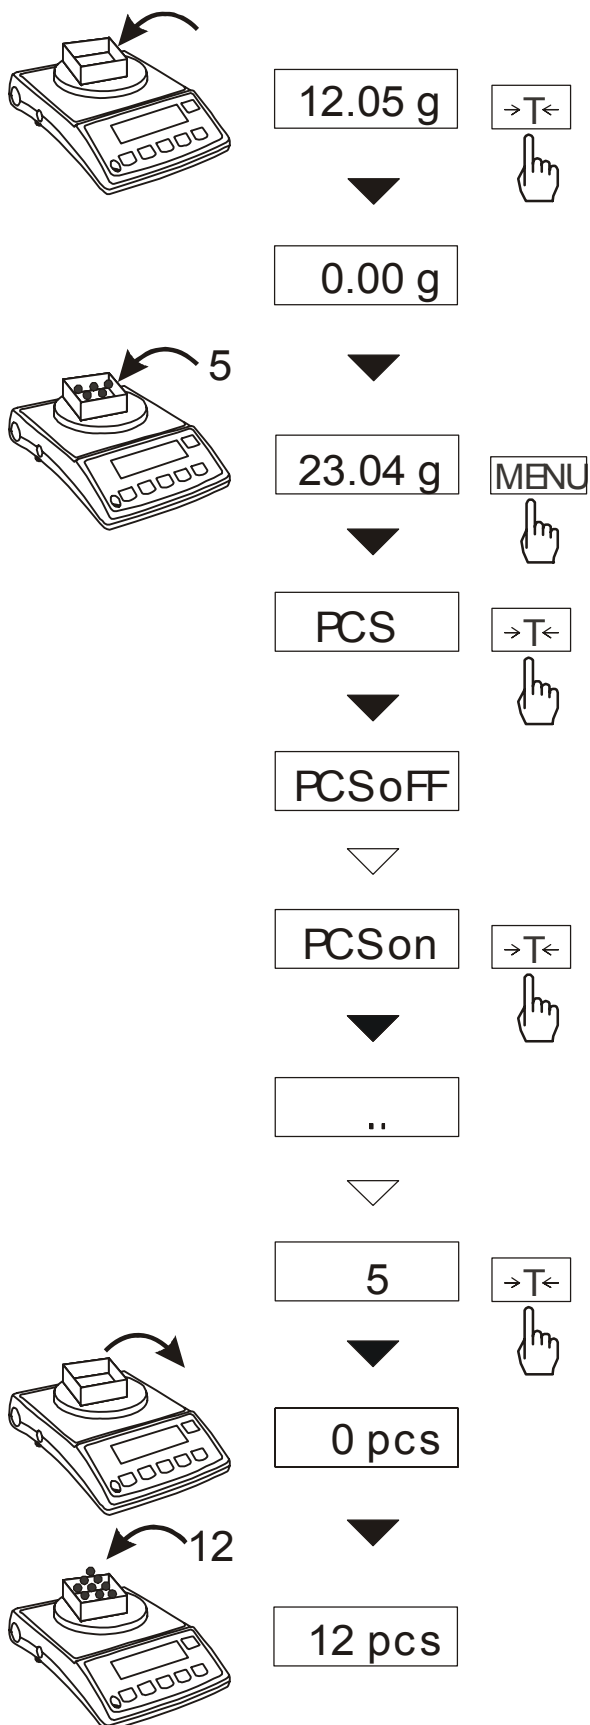 12.05 g →T←
0.00 g
5
23.04 g MENU
PCS →T←
PCSoFF
PCSon →T←
..
5 →T←
0 pcs
12
12 pcs